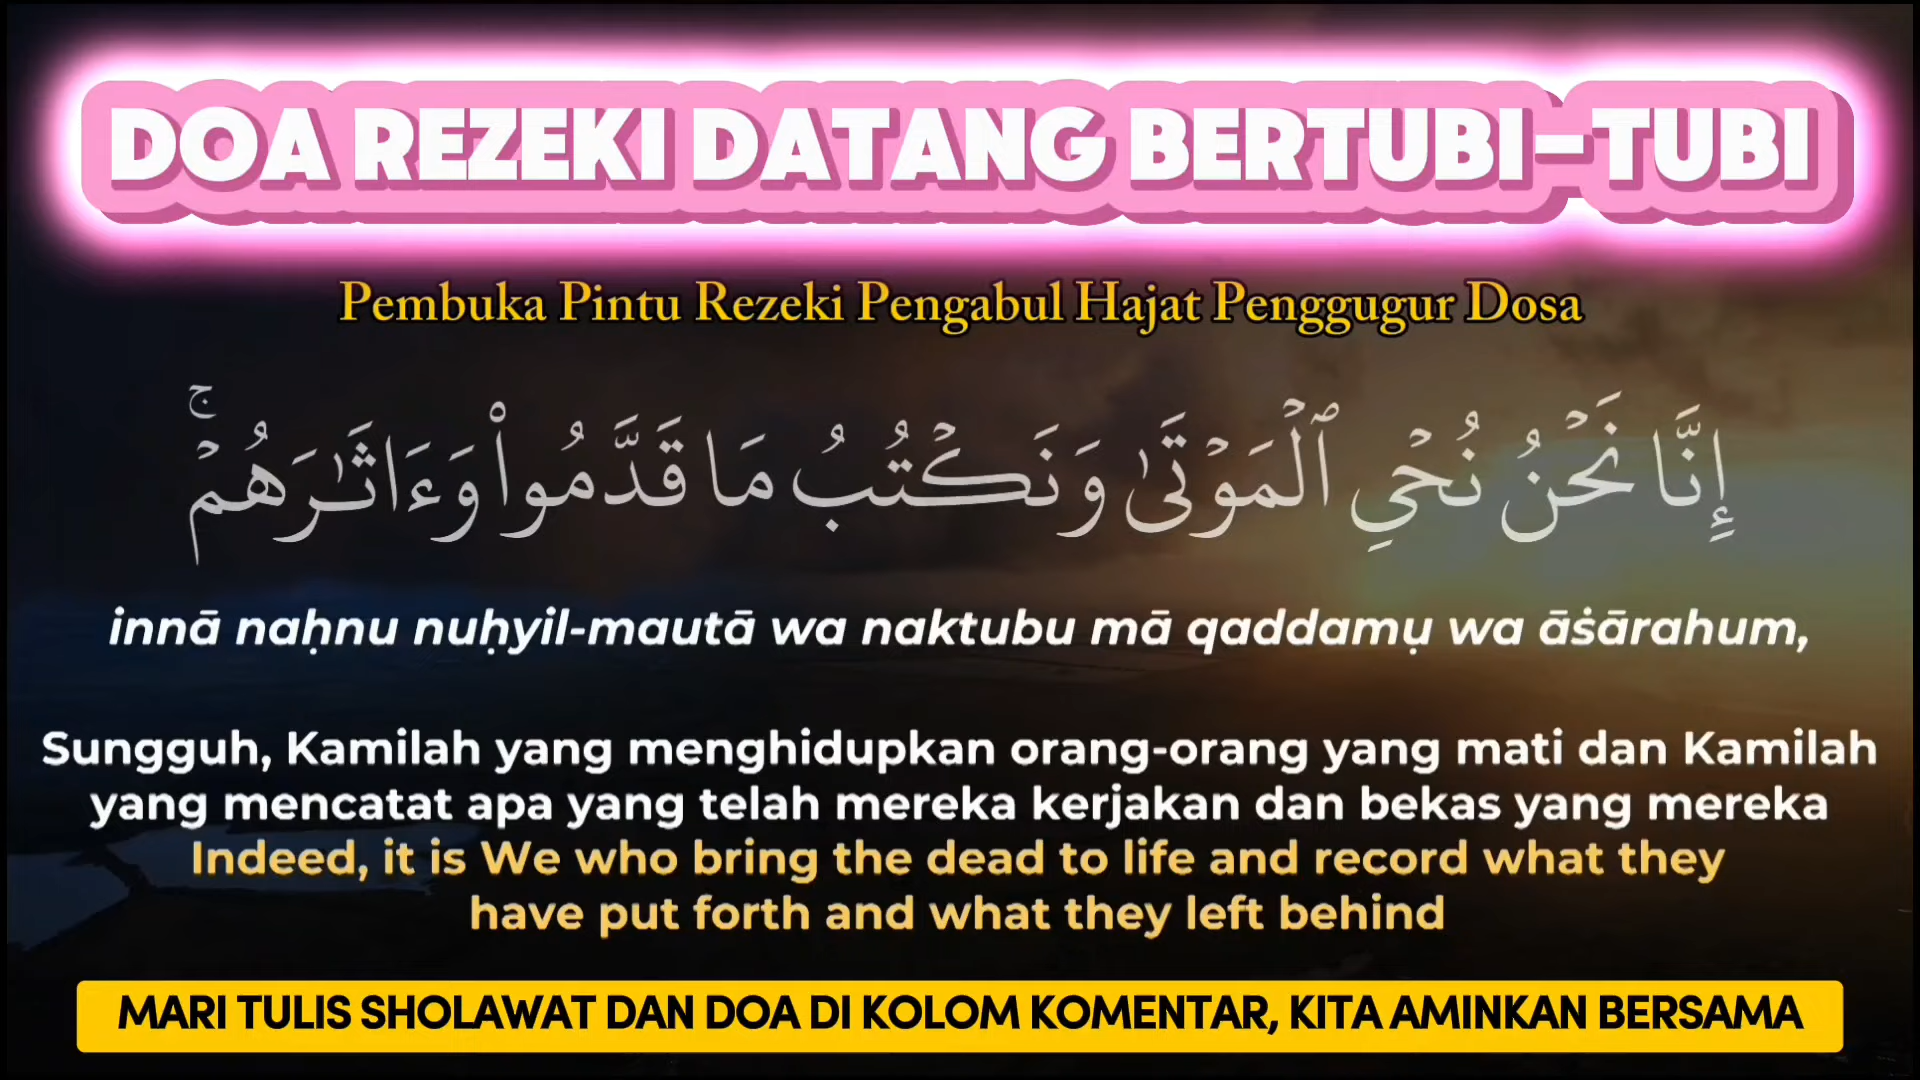 DOA REZEKI DATANG BERTUBI-TUBI
Pembuka Pintu Rezeki Pengabul Hajat Penggugur Dosa
إِنَّا نَحۡنُ نُحۡيِ ٱلۡمَوۡتَىٰ وَنَكۡتُبُ مَا قَدَّمُواْ وَءَاثَٰرَهُمۡۚ
innā naḥnu nuḥyil-mautā wa naktubu mā qaddamụ wa āṡārahum,
Sungguh, Kamilah yang menghidupkan orang-orang yang mati dan Kamilah
yang mencatat apa yang telah mereka kerjakan dan bekas yang mereka
Indeed, it is We who bring the dead to life and record what they
have put forth and what they left behind
MARI TULIS SHOLAWAT DAN DOA DI KOLOM KOMENTAR, KITA AMINKAN BERSAMA